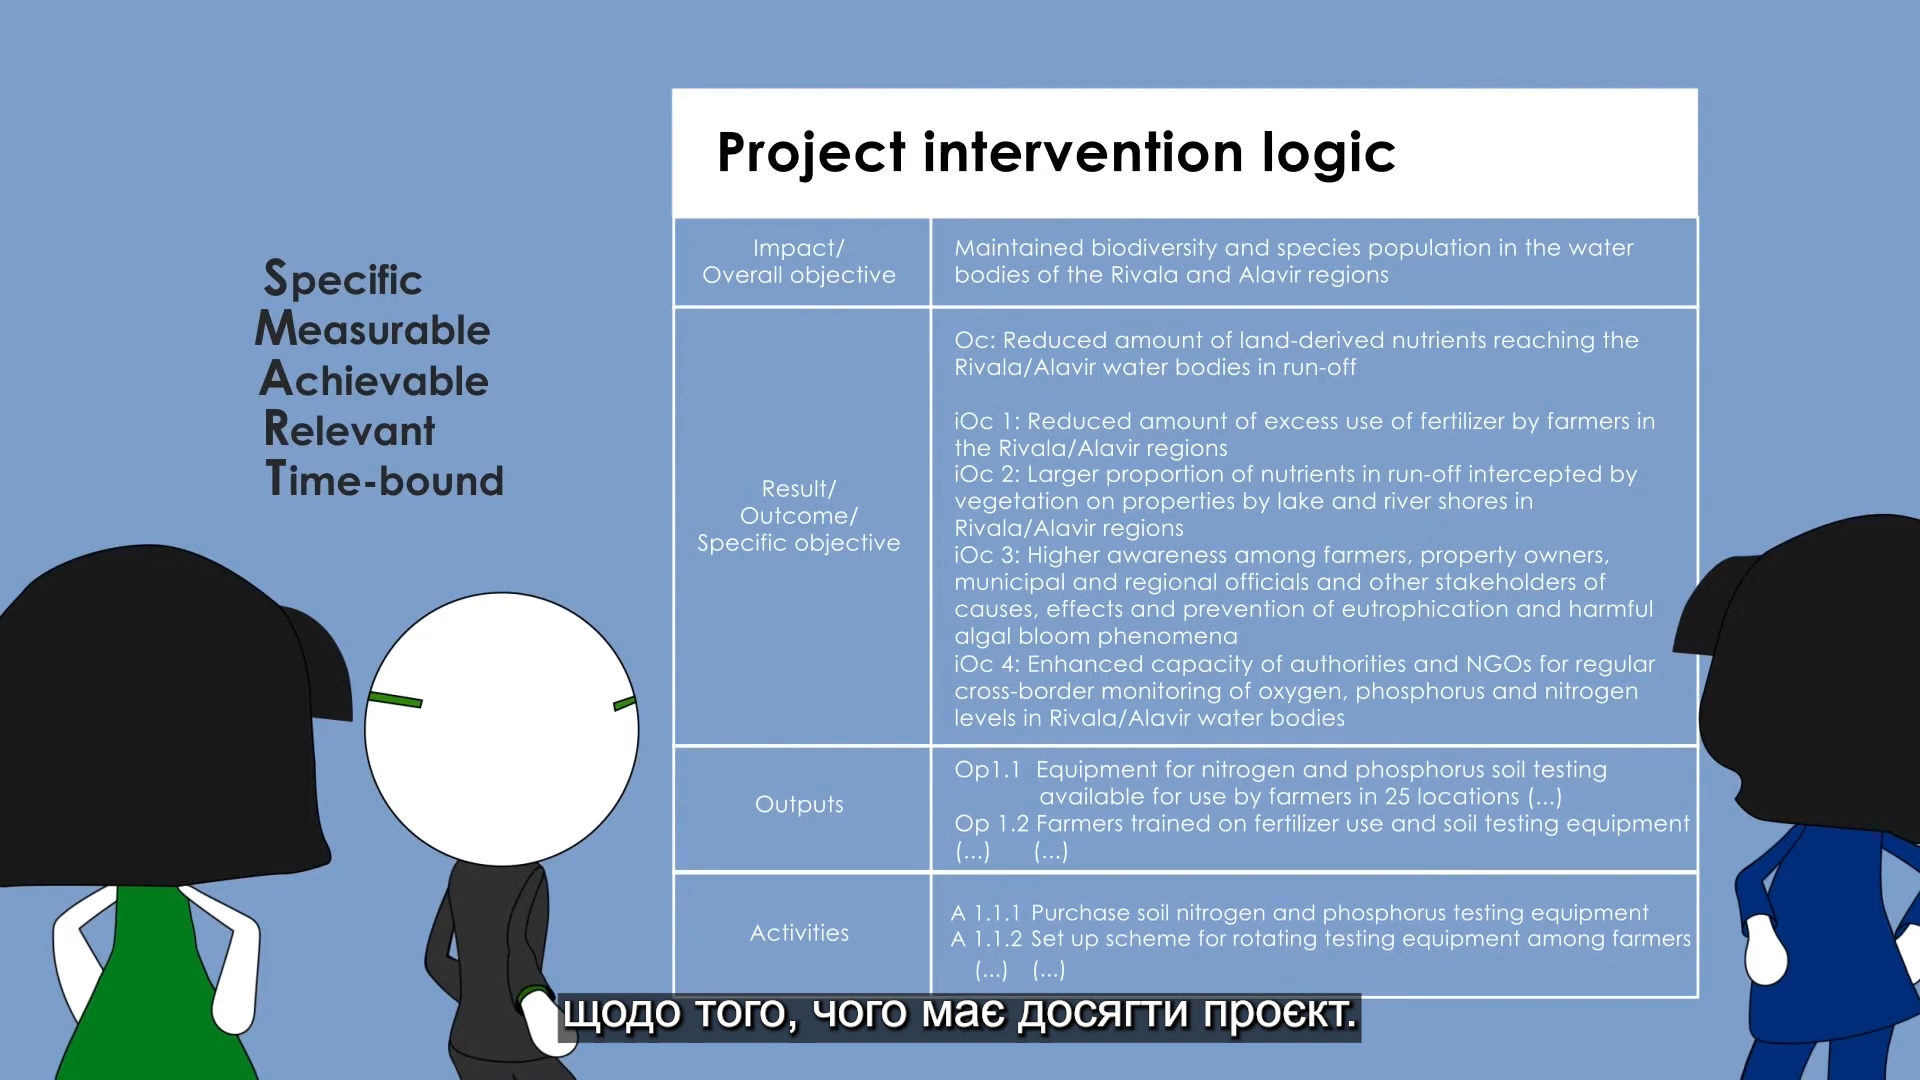 Specific
Measurable
Achievable
Relevant
Time-bound
Project intervention logic
Impact/
Overall objective
Maintained biodiversity and species population in the water
bodies of the Rivala and Alavir regions
Result/
Outcome/
Specific objective
Oc: Reduced amount of land-derived nutrients reaching the
Rivala/Alavir water bodies in run-off
iOc 1: Reduced amount of excess use of fertilizer by farmers in
the Rivala/Alavir regions
iOc 2: Larger proportion of nutrients in run-off intercepted by
vegetation on properties by lake and river shores in
Rivala/Alavir regions
iOc 3: Higher awareness among farmers, property owners,
municipal and regional officials and other stakeholders of
causes, effects and prevention of eutrophication and harmful
algal bloom phenomena
iOc 4: Enhanced capacity of authorities and NGOs for regular
cross-border monitoring of oxygen, phosphorus and nitrogen
levels in Rivala/Alavir water bodies
Outputs
Op1.1 Equipment for nitrogen and phosphorus soil testing
available for use by farmers in 25 locations (...)
Op 1.2 Farmers trained on fertilizer use and soil testing equipment
(...) (...)
Activities
A 1.1.1 Purchase soil nitrogen and phosphorus testing equipment
A 1.1.2 Set up scheme for rotating testing equipment among farmers
(...) (...)
щодо того, чого має досягти проєкт.